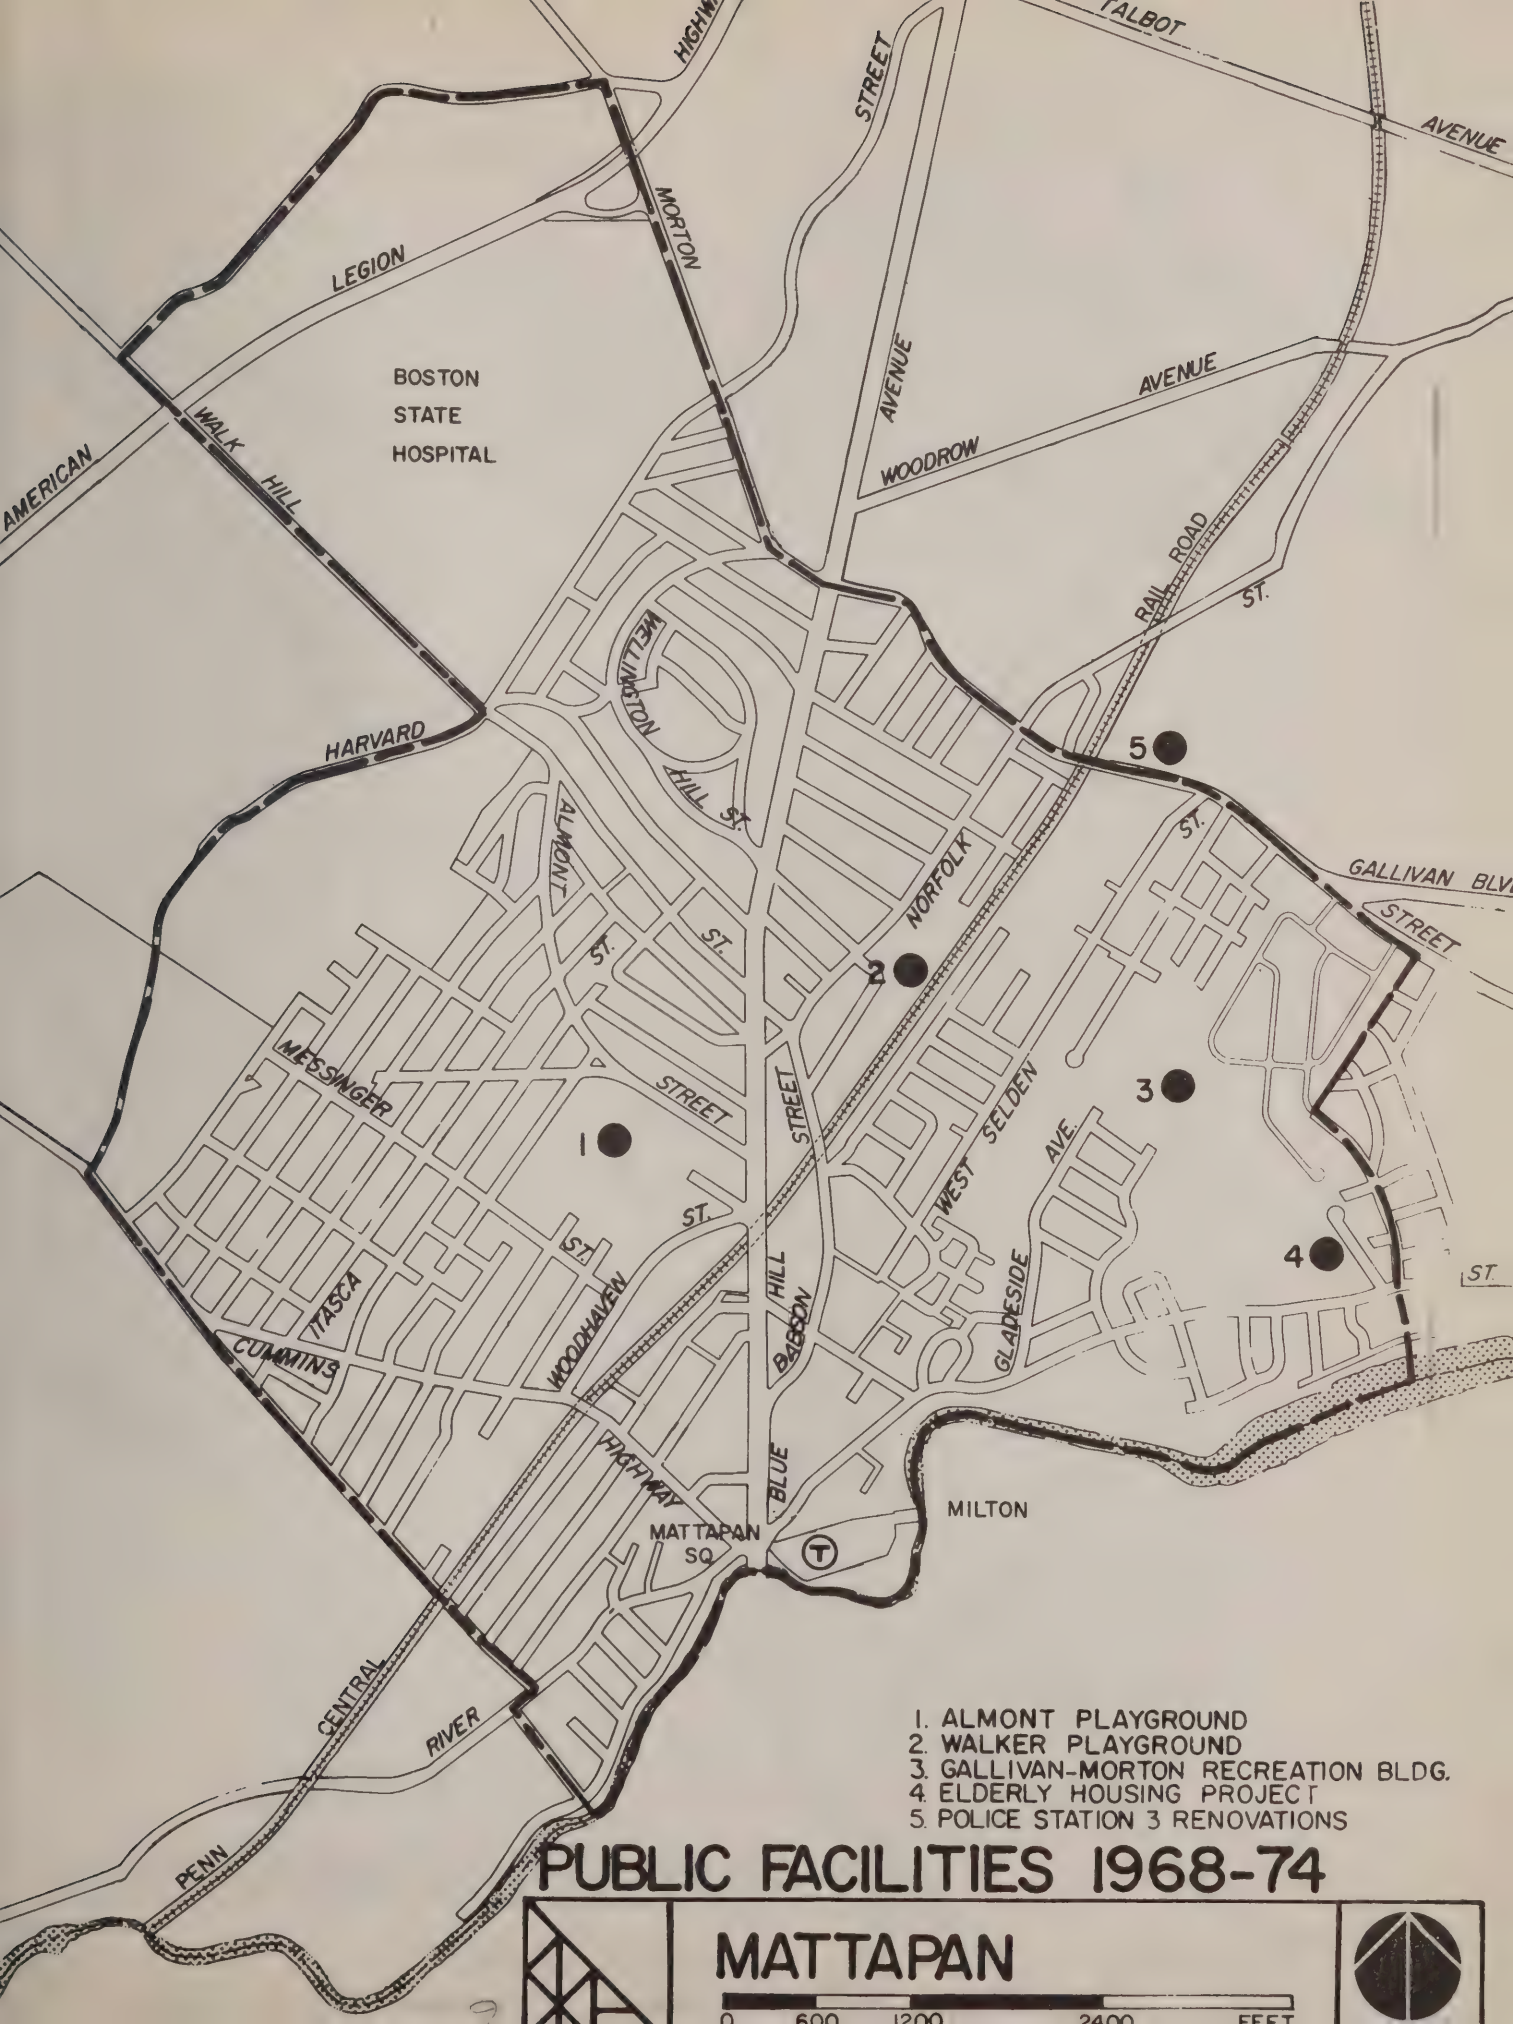 HIGHW
TALBOT
AVENUE
STREET
MORTON
LEGION
AMERICAN
BOSTON
STATE
HOSPITAL
WALK
HILL
AVENUE
WOODROW
AVENUE
RAIL ROAD
ST.
HARVARD
WELLINGTON
HILL ST.
ALMONT
ST.
ST.
NORFOLK
5
ST.
GALLIVAN BLV
STREET
2
MESSINGER
STREET
STREET
1
3
WEST SELDEN
AVE.
ST.
ST.
4
ST.
ITASCA
CUMMINS
WOODHAVEN
HILL
BABSON
GLADESIDE
HIGHWAY
BLUE
MATTAPAN
SQ.
T
MILTON
CENTRAL
RIVER
PENN
1. ALMONT PLAYGROUND
2. WALKER PLAYGROUND
3. GALLIVAN-MORTON RECREATION BLDG.
4. ELDERLY HOUSING PROJECT
5. POLICE STATION 3 RENOVATIONS
PUBLIC FACILITIES 1968-74
MATTAPAN
0 600 1200 2400 FEET